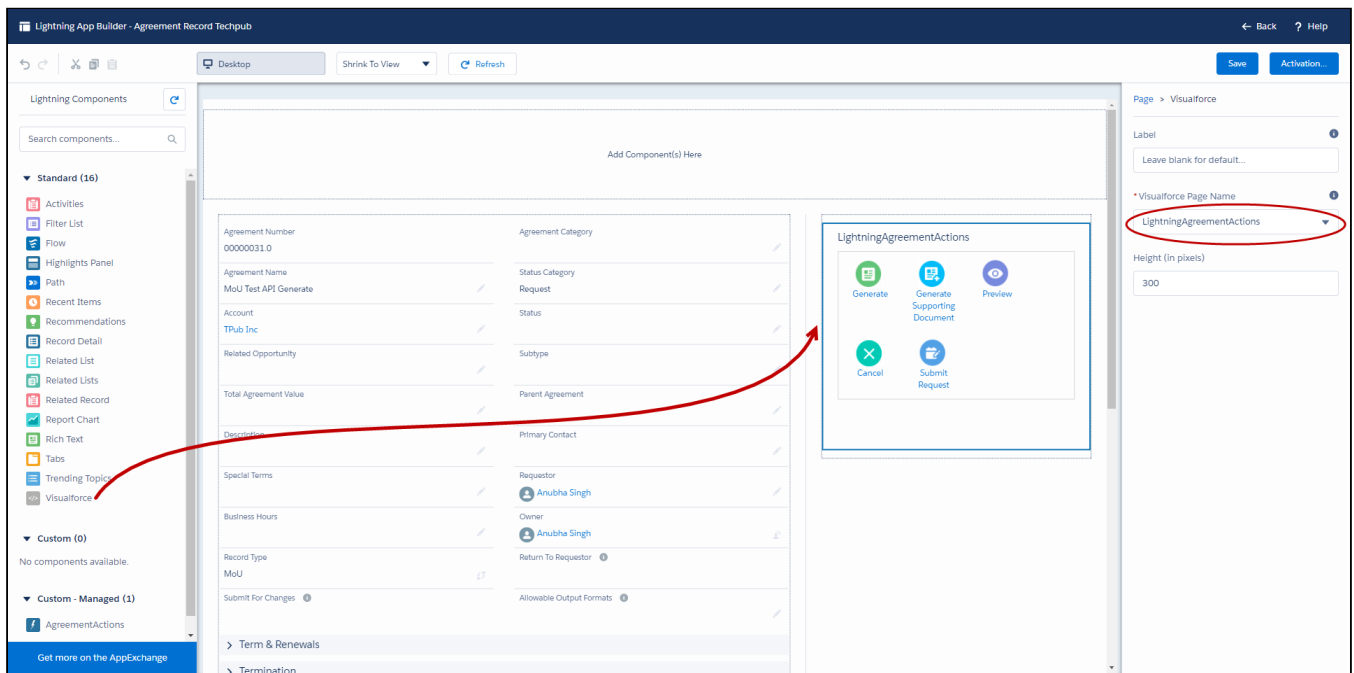 Lightning App Builder - Agreement Record Techpub
← Back
? Help
Desktop
Shrink To View
Refresh
Save
Activation...
Lightning Components
Search components...
Standard (16)
Activities
Filter List
Flow
Highlights Panel
Path
Recent Items
Recommendations
Record Detail
Related List
Related Lists
Related Record
Report Chart
Rich Text
Tabs
Trending Topics
Visualforce
Custom (0)
No components available.
Custom - Managed (1)
AgreementActions
Get more on the AppExchange
Add Component(s) Here
Agreement Number
00000031.0
Agreement Category
Agreement Name
MoU Test API Generate
Status Category
Request
Account
TPub Inc
Status
Related Opportunity
Subtype
Total Agreement Value
Parent Agreement
Description
Primary Contact
Special Terms
Requestor
Anubha Singh
Business Hours
Owner
Anubha Singh
Record Type
MoU
Return To Requestor
Submit For Changes
Allowable Output Formats
Term & Renewals
Termination
LightningAgreementActions
Generate
Generate
Supporting
Document
Preview
Cancel
Submit
Request
Page > Visualforce
Label
Leave blank for default...
* Visualforce Page Name
LightningAgreementActions
Height (in pixels)
300